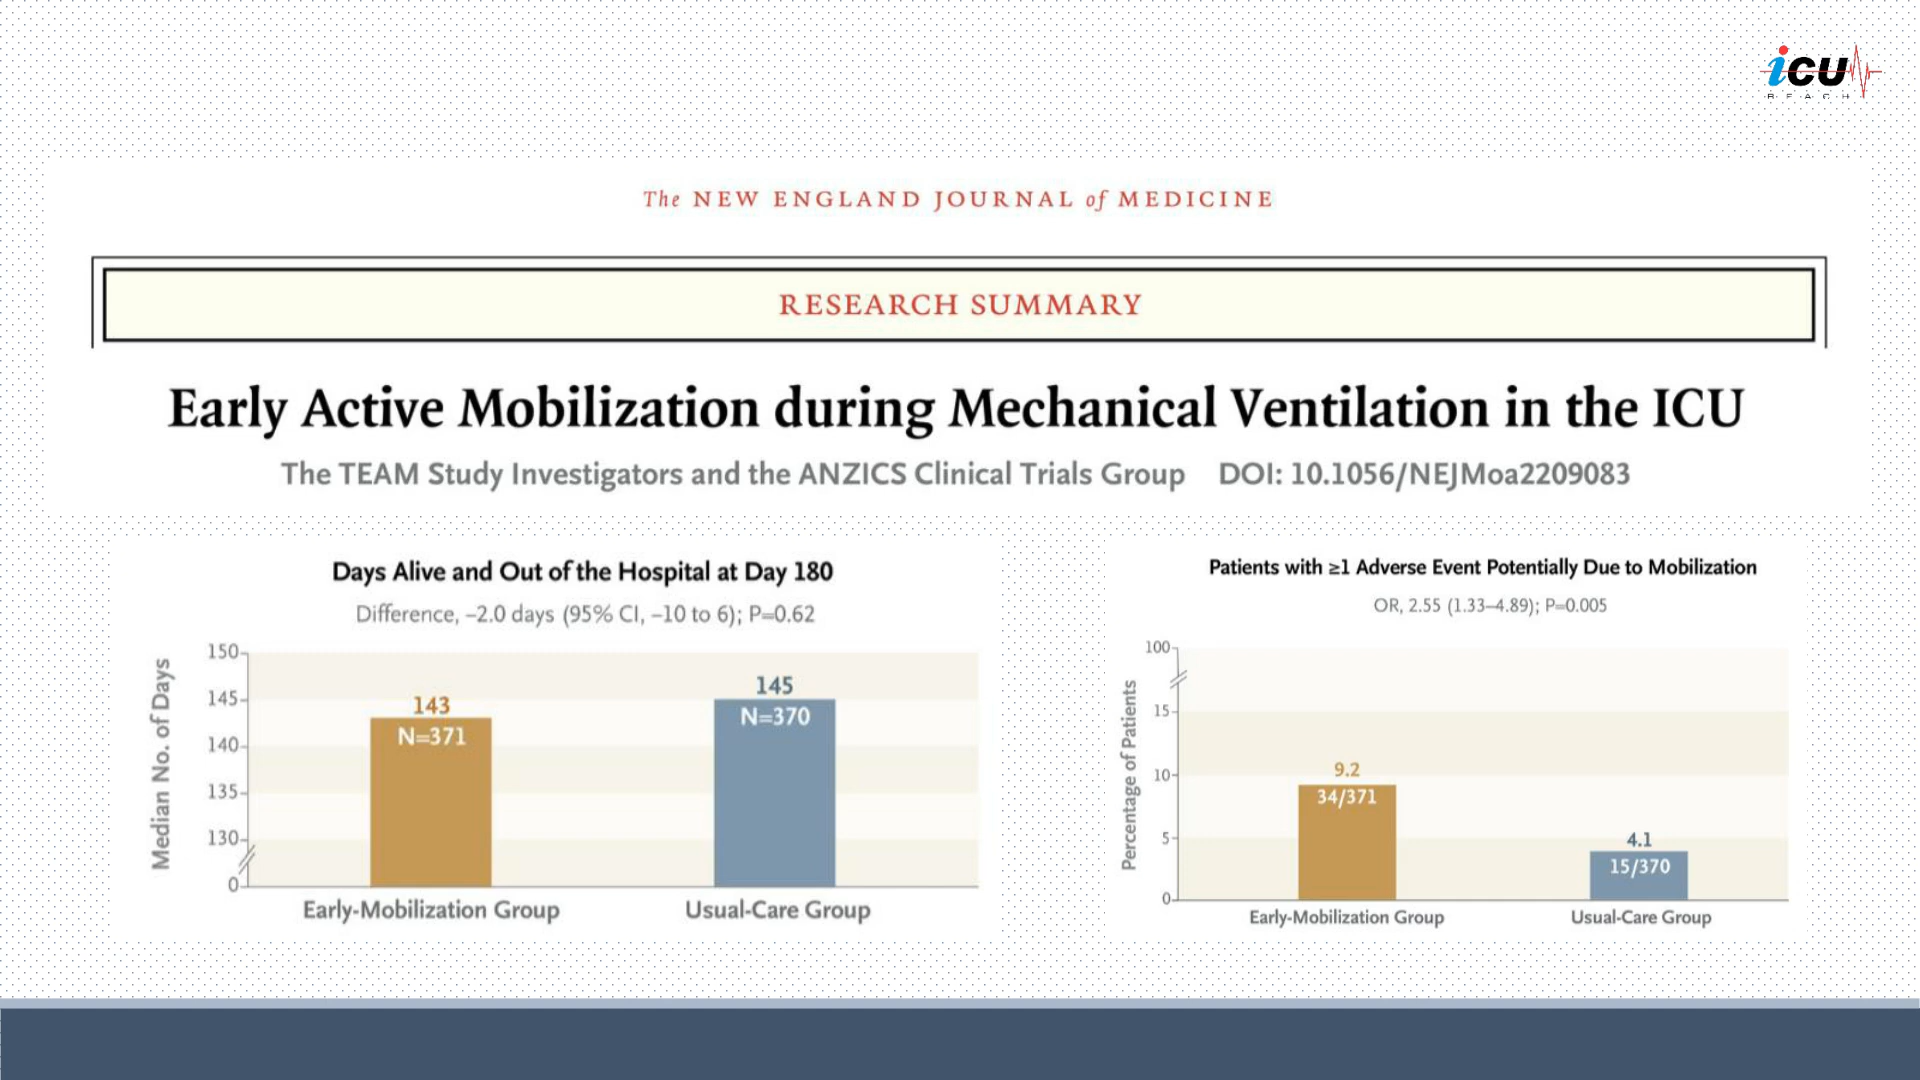 icu
BEACH
The NEW ENGLAND JOURNAL of MEDICINE
RESEARCH SUMMARY
Early Active Mobilization during Mechanical Ventilation in the ICU
The TEAM Study Investigators and the ANZICS Clinical Trials Group DOI: 10.1056/NEJMoa2209083
Days Alive and Out of the Hospital at Day 180
Difference, –2.0 days (95% CI, –10 to 6); P=0.62
Median No. of Days
150
145
140
135
130
0
143
N=371
145
N=370
Early-Mobilization Group
Usual-Care Group
Patients with ≥1 Adverse Event Potentially Due to Mobilization
OR, 2.55 (1.33–4.89); P=0.005
Percentage of Patients
100
15
10
5
0
9.2
34/371
4.1
15/370
Early-Mobilization Group
Usual-Care Group